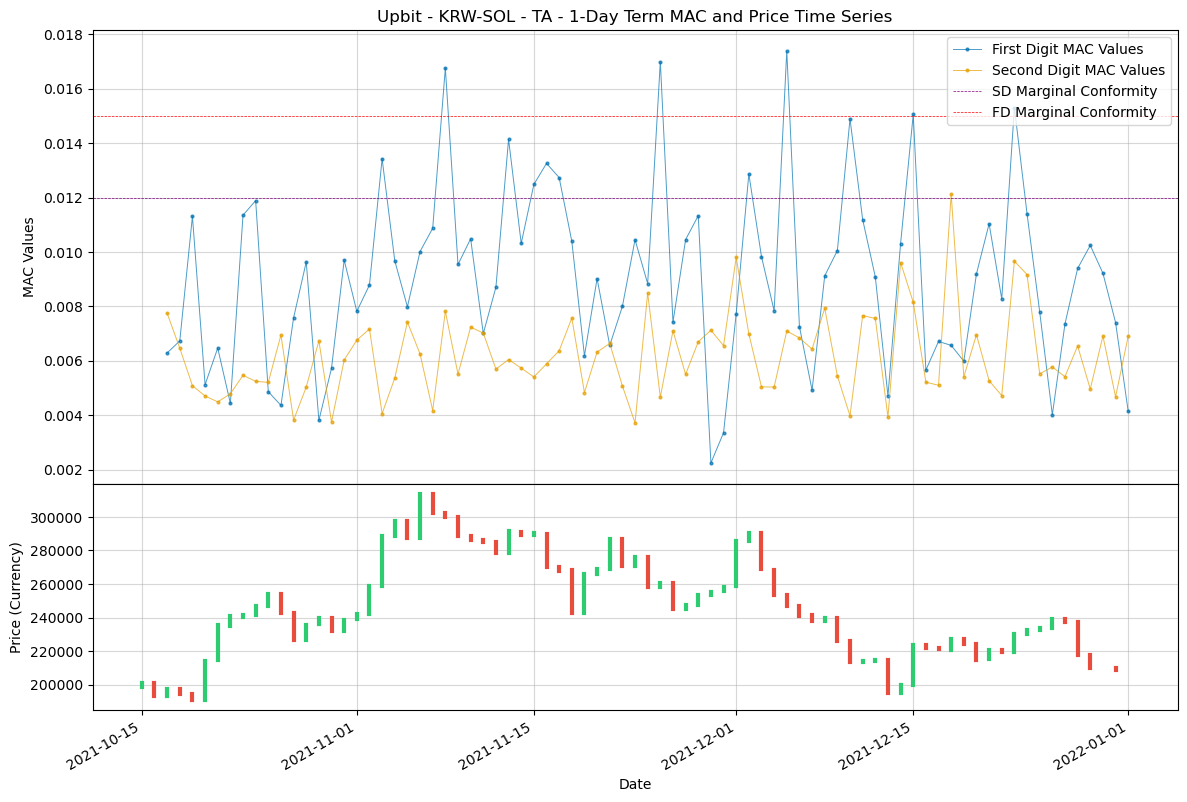 Upbit - KRW-SOL - TA - 1-Day Term MAC and Price Time Series
0.018
0.016
0.014
0.012
0.010
0.008
0.006
0.004
0.002
MAC Values
First Digit MAC Values
Second Digit MAC Values
SD Marginal Conformity
FD Marginal Conformity
300000
280000
260000
240000
220000
200000
Price (Currency)
2021-10-15
2021-11-01
2021-11-15
2021-12-01
2021-12-15
2022-01-01
Date